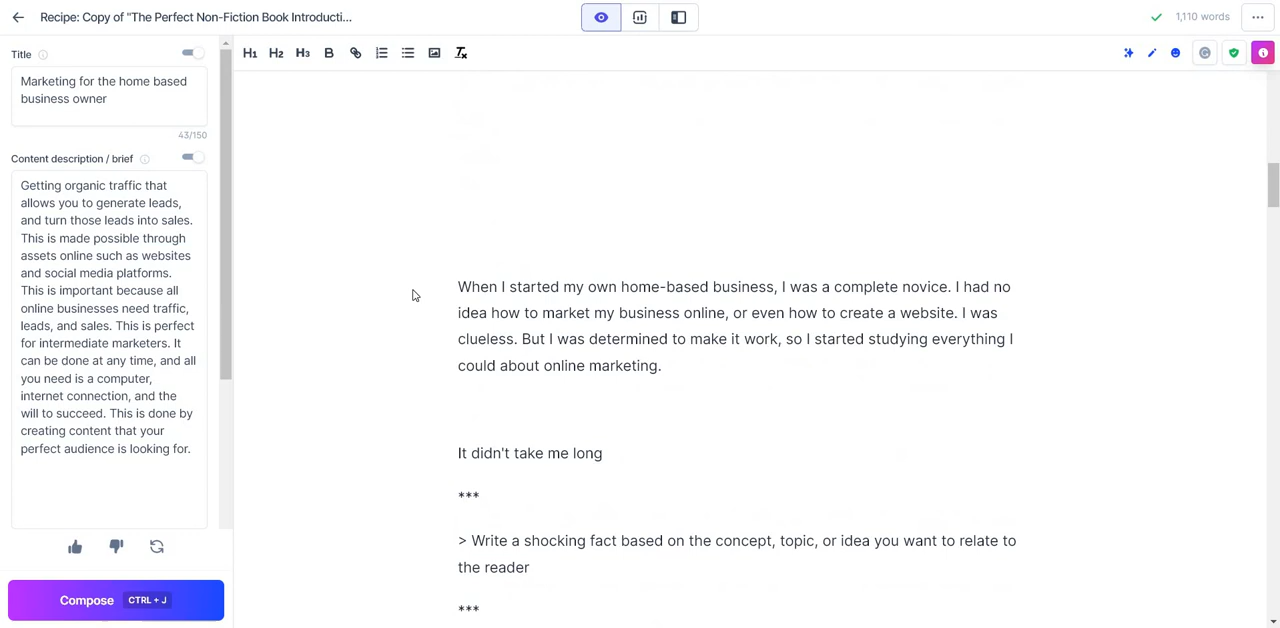 Recipe: Copy of "The Perfect Non-Fiction Book Introducti...
1,110 words
Title
Marketing for the home based
business owner
43/150
Content description / brief
Getting organic traffic that
allows you to generate leads,
and turn those leads into sales.
This is made possible through
assets online such as websites
and social media platforms.
This is important because all
online businesses need traffic,
leads, and sales. This is perfect
for intermediate marketers. It
can be done at any time, and all
you need is a computer,
internet connection, and the
will to succeed. This is done by
creating content that your
perfect audience is looking for.
Compose CTRL + J
H1 H2 H3 B
When I started my own home-based business, I was a complete novice. I had no
idea how to market my business online, or even how to create a website. I was
clueless. But I was determined to make it work, so I started studying everything I
could about online marketing.
It didn't take me long
***
> Write a shocking fact based on the concept, topic, or idea you want to relate to
the reader
***